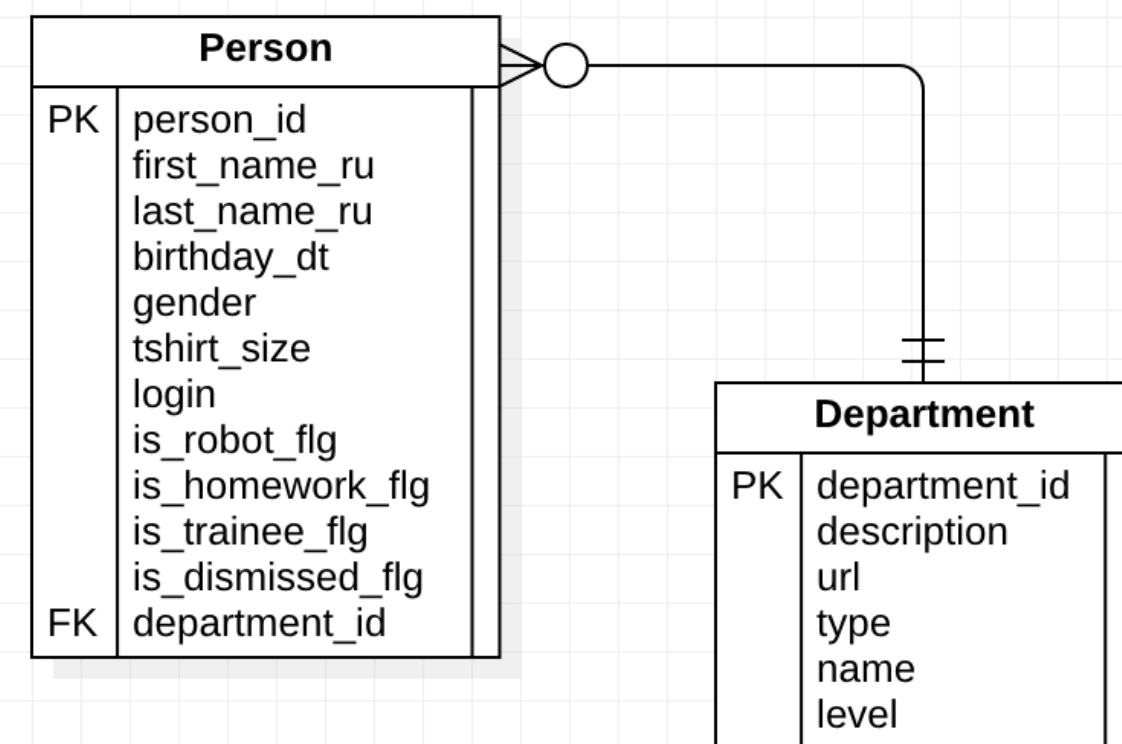 Person
PK person_id
first_name_ru
last_name_ru
birthday_dt
gender
tshirt_size
login
is_robot_flg
is_homework_flg
is_trainee_flg
is_dismissed_flg
FK department_id
Department
PK department_id
description
url
type
name
level